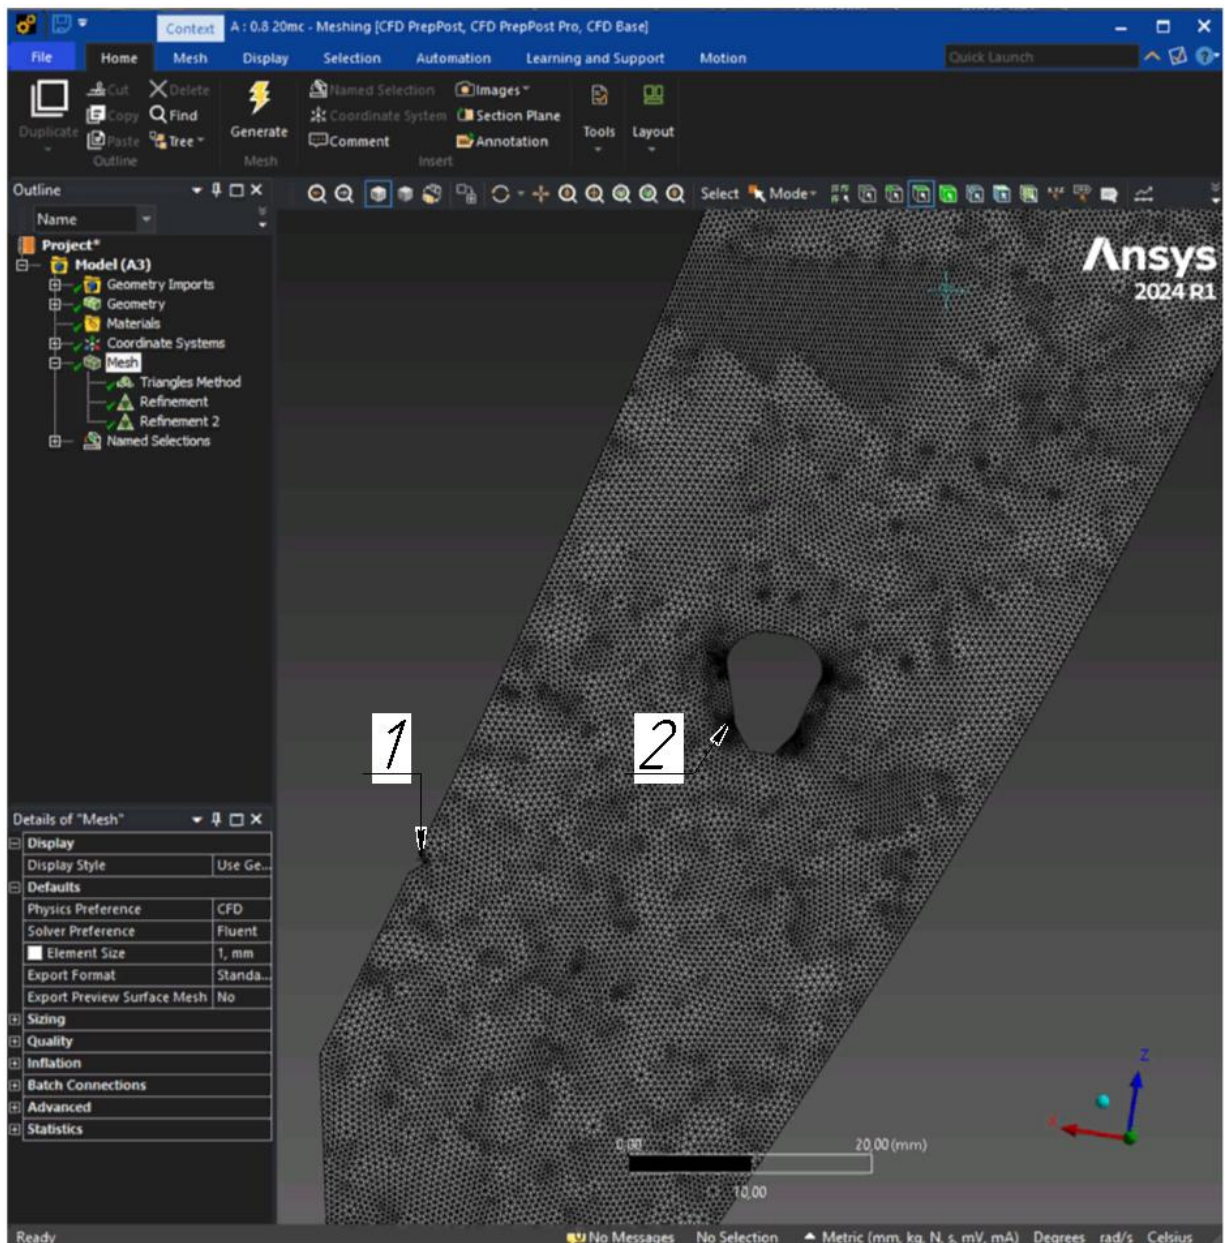 Context A : 0.8 20mc - Meshing [CFD PrepPost, CFD PrepPost Pro, CFD Base]
File Home Mesh Display Selection Automation Learning and Support Motion Quick Launch
Duplicate
Cut
Copy
Paste
Delete
Find
Tree
Outline
Generate
Mesh
Named Selection
Coordinate System
Comment
Images
Section Plane
Annotation
Insert
Tools
Layout
Outline
Select Mode
Name
Project*
Model (A3)
Geometry Imports
Geometry
Materials
Coordinate Systems
Mesh
Triangles Method
Refinement
Refinement 2
Named Selections
Ansys
2024 R1
1
2
Details of "Mesh"
Display
Display Style Use Ge...
Defaults
Physics Preference CFD
Solver Preference Fluent
Element Size 1, mm
Export Format Standa...
Export Preview Surface Mesh No
Sizing
Quality
Inflation
Batch Connections
Advanced
Statistics
Z
X
0,00 20,00 (mm)
10,00
Ready No Messages No Selection Metric (mm, kg, N, s, mV, mA) Degrees rad/s Celsius